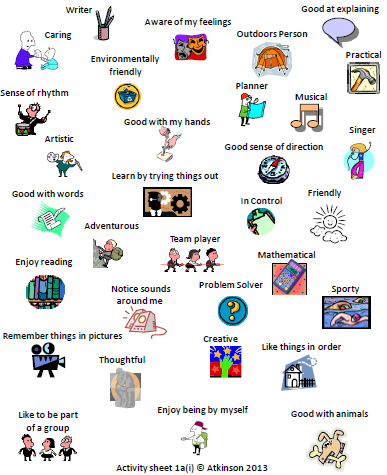 Writer
Aware of my feelings
Good at explaining
Caring
Outdoors Person
Environmentally
friendly
Practical
Sense of rhythm
Planner
Musical
Good with my hands
Singer
Artistic
Good sense of direction
Learn by trying things out
Good with words
In Control
Friendly
Adventurous
Team player
Enjoy reading
Mathematical
Notice sounds
around me
Problem Solver
Sporty
Remember things in pictures
Creative
Like things in order
Thoughtful
Like to be part
of a group
Enjoy being by myself
Good with animals
Activity sheet 1a(i) © Atkinson 2013